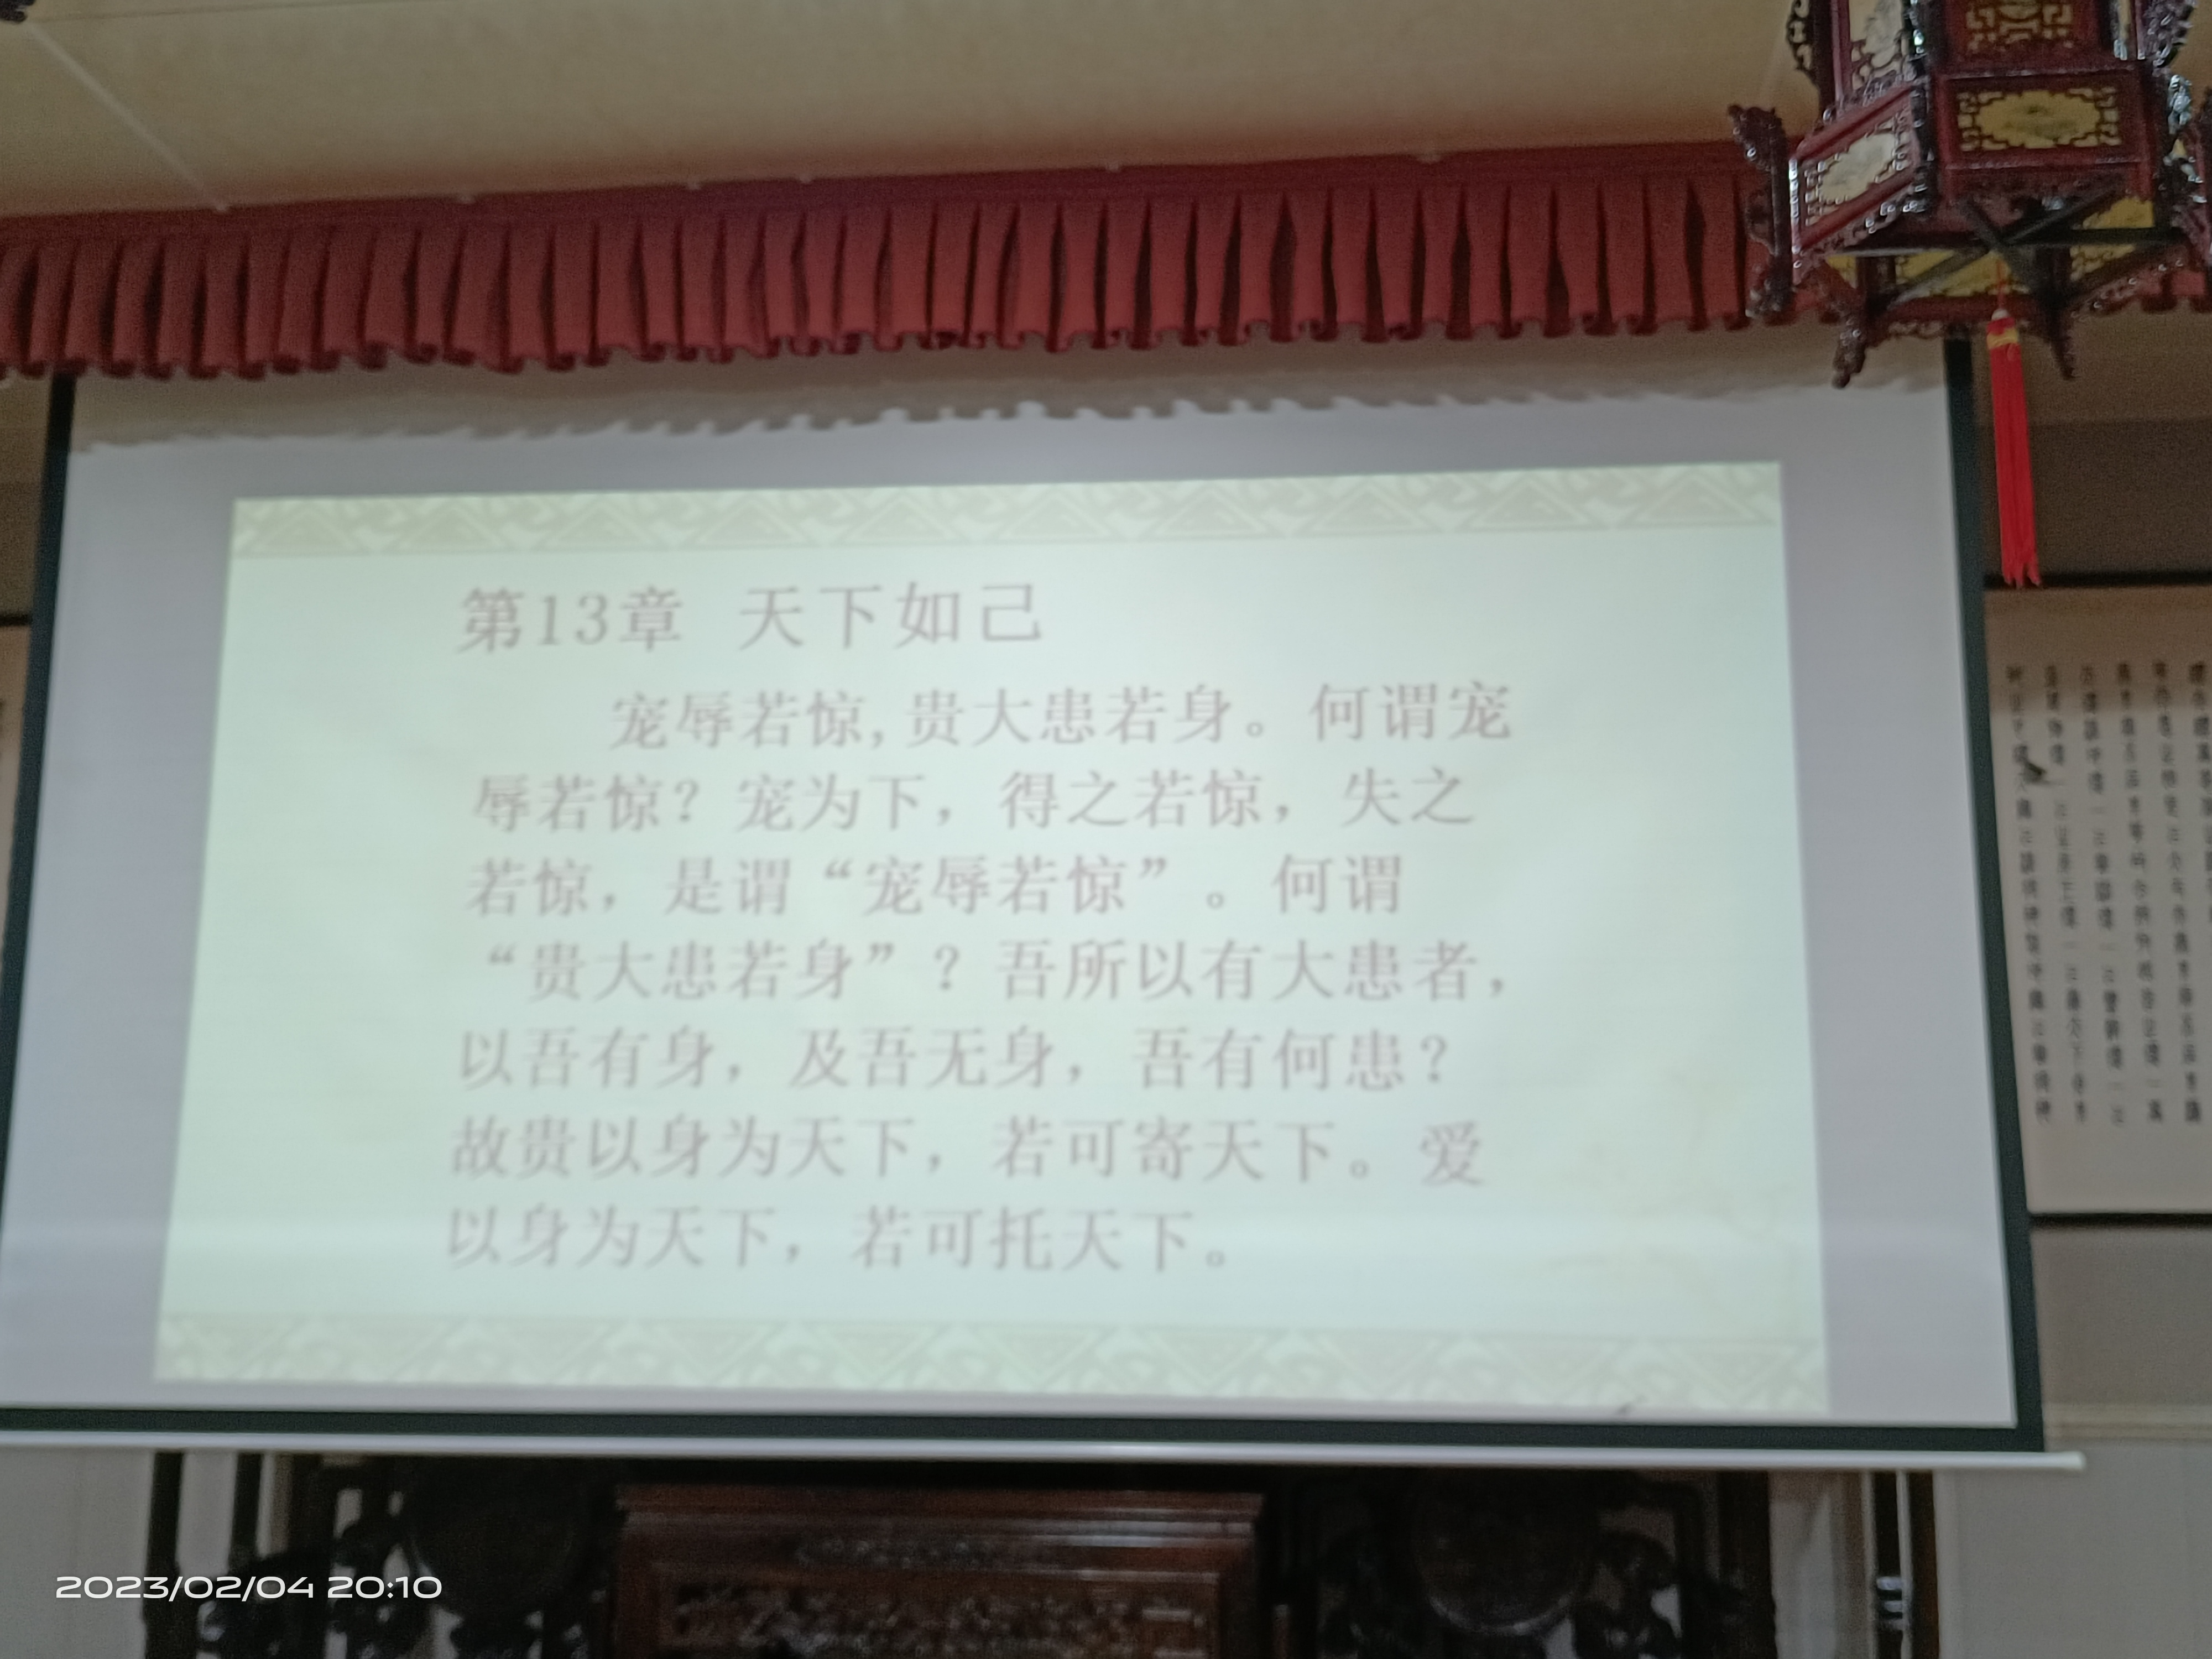 第13章 天下如己
宠辱若惊,贵大患若身。何谓宠
辱若惊？宠为下，得之若惊，失之
若惊，是谓“宠辱若惊”。何谓
“贵大患若身”？吾所以有大患者，
以吾有身，及吾无身，吾有何患？
故贵以身为天下，若可寄天下。爱
以身为天下，若可托天下。
2023/02/04 20:10